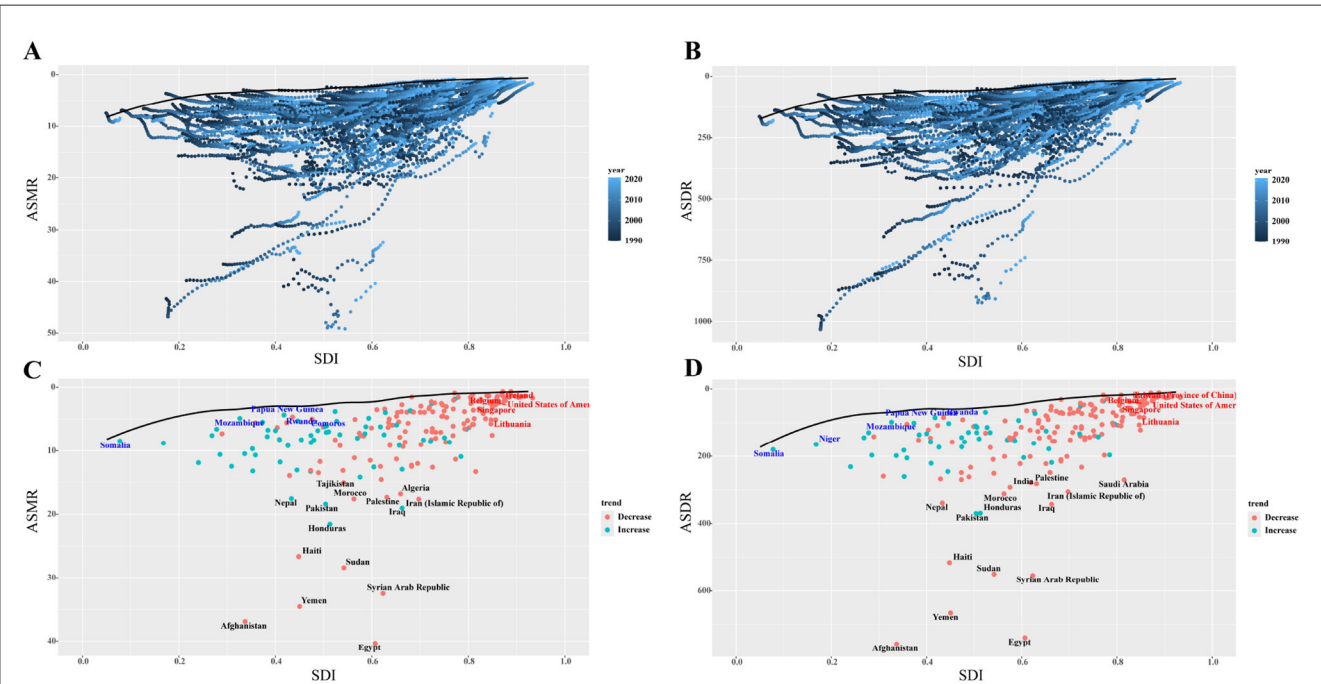 A
B
0
10
20
30
40
50
ASMR
0.0 0.2 0.4 0.6 0.8 1.0
SDI
year
2020
2010
2000
1990
0
250
500
750
1000
ASDR
0.0 0.2 0.4 0.6 0.8 1.0
SDI
year
2020
2010
2000
1990
C
D
0
10
20
30
40
ASMR
Ireland
Belgium
United States of Amer
Papua New Guinea
Singapore
Mozambique
Rwanda
Comoros
Lithuania
Somalia
Tajikistan
Algeria
Morocco
Nepal
Palestine
Iran (Islamic Republic of)
Pakistan
Iraq
Honduras
Haiti
Sudan
Syrian Arab Republic
Yemen
Afghanistan
Egypt
0.0 0.2 0.4 0.6 0.8 1.0
SDI
trend
Decrease
Increase
0
200
400
600
ASDR
(Province of China)
Belgium
United States of Amer
Papua New Guinea
Rwanda
Singapore
Mozambique
Lithuania
Niger
Somalia
India
Palestine
Saudi Arabia
Morocco
Iran (Islamic Republic of)
Nepal
Honduras
Iraq
Pakistan
Haiti
Sudan
Syrian Arab Republic
Yemen
Egypt
Afghanistan
0.0 0.2 0.4 0.6 0.8 1.0
SDI
trend
Decrease
Increase